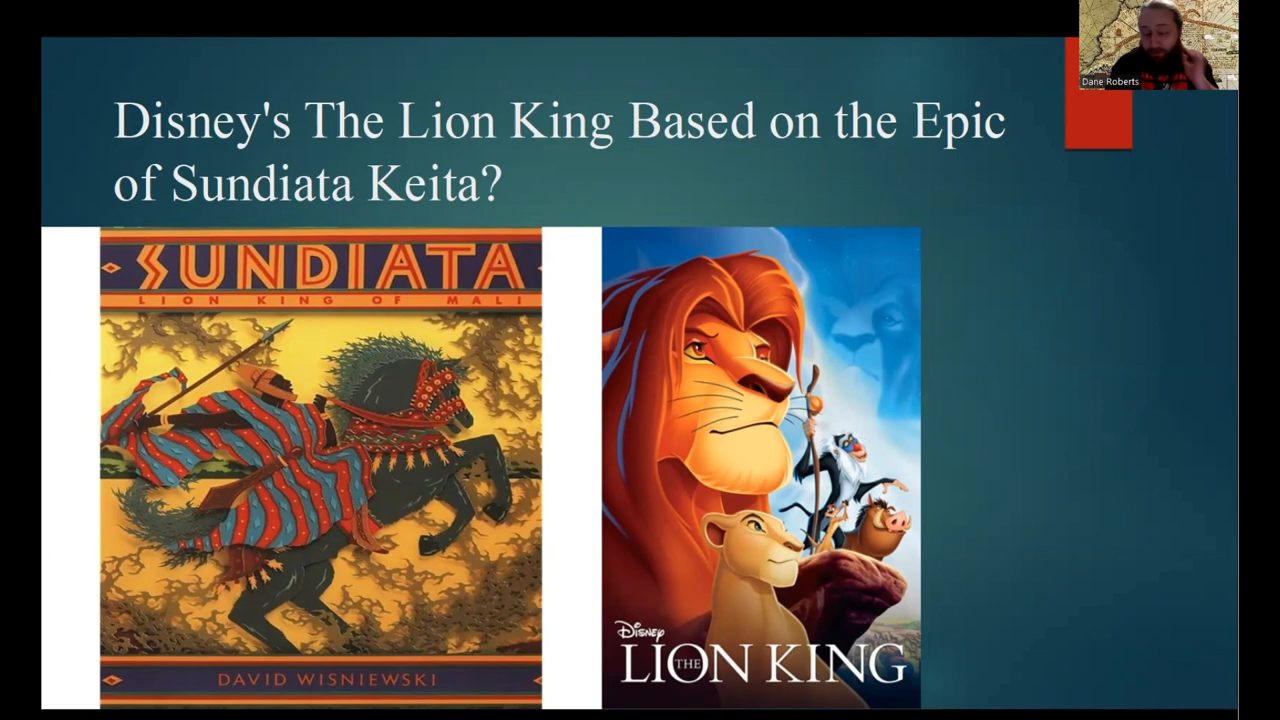 Dane Roberts
Disney's The Lion King Based on the Epic
of Sundiata Keita?
SUNDIATA
LION KING OF MALI
DAVID WISNIEWSKI
DISNEY
THE LION KING